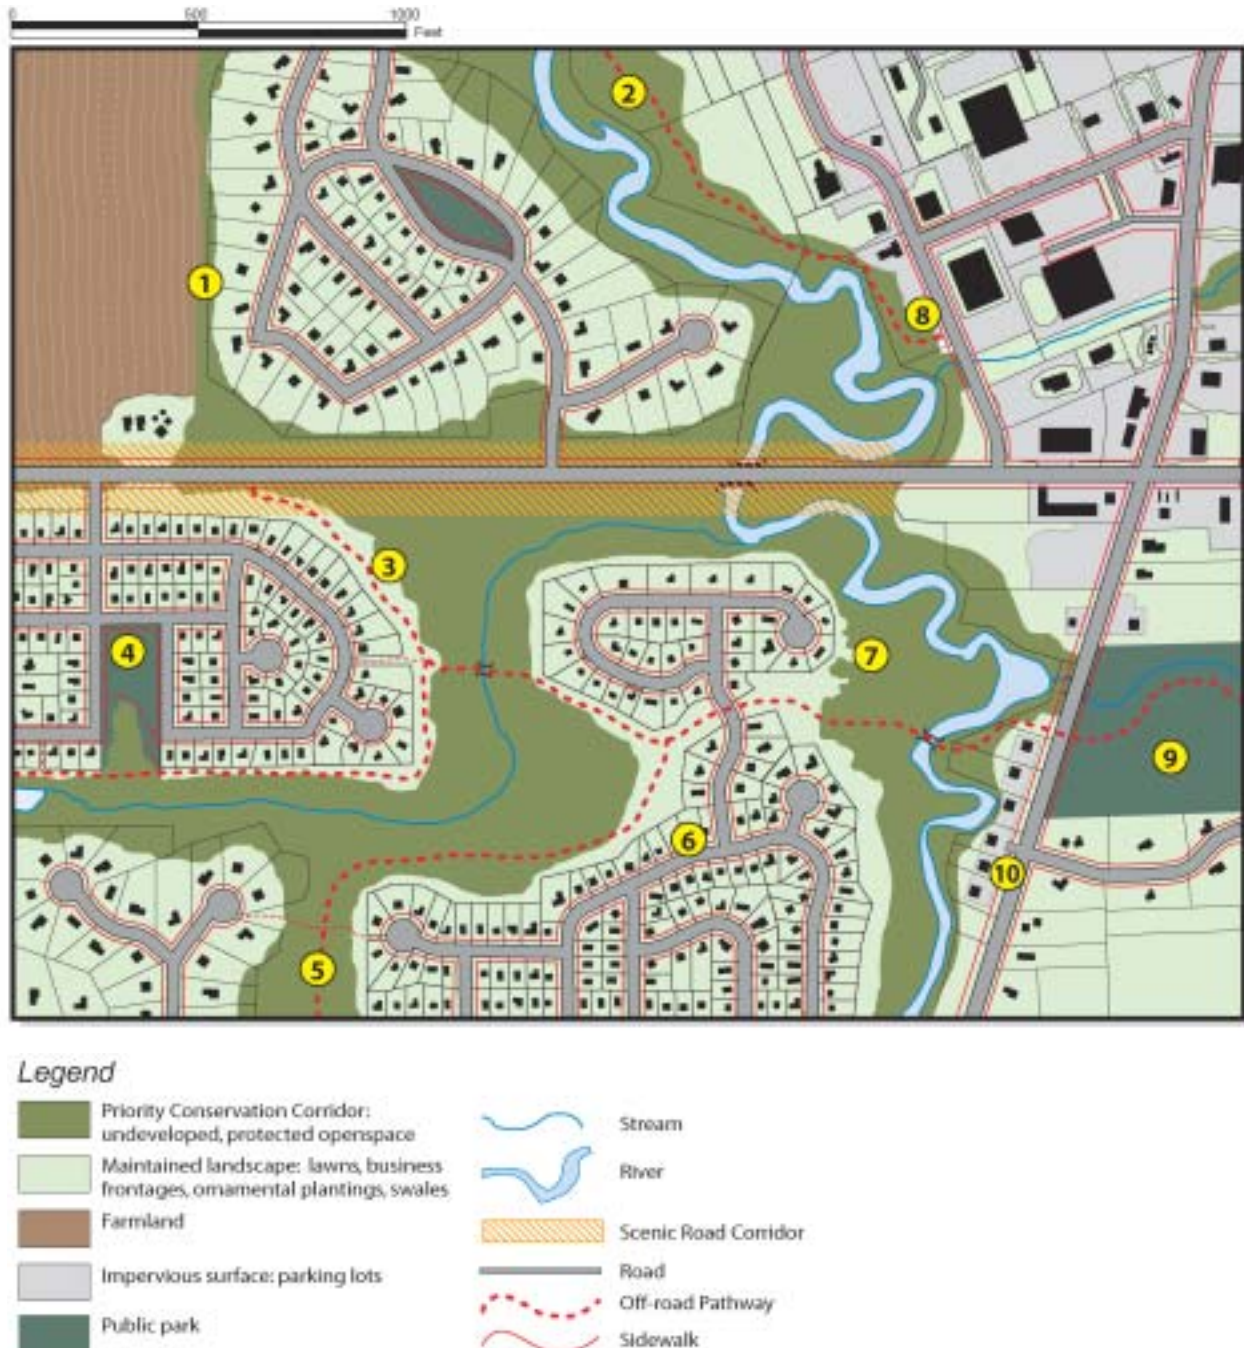 0 500 1000
Feet
2
1
8
3
4
7
9
6
10
5
Legend
Priority Conservation Corridor:
undeveloped, protected openspace
Maintained landscape: lawns, business
frontages, ornamental plantings, swales
Farmland
Impervious surface: parking lots
Public park
Stream
River
Scenic Road Corridor
Road
Off-road Pathway
Sidewalk